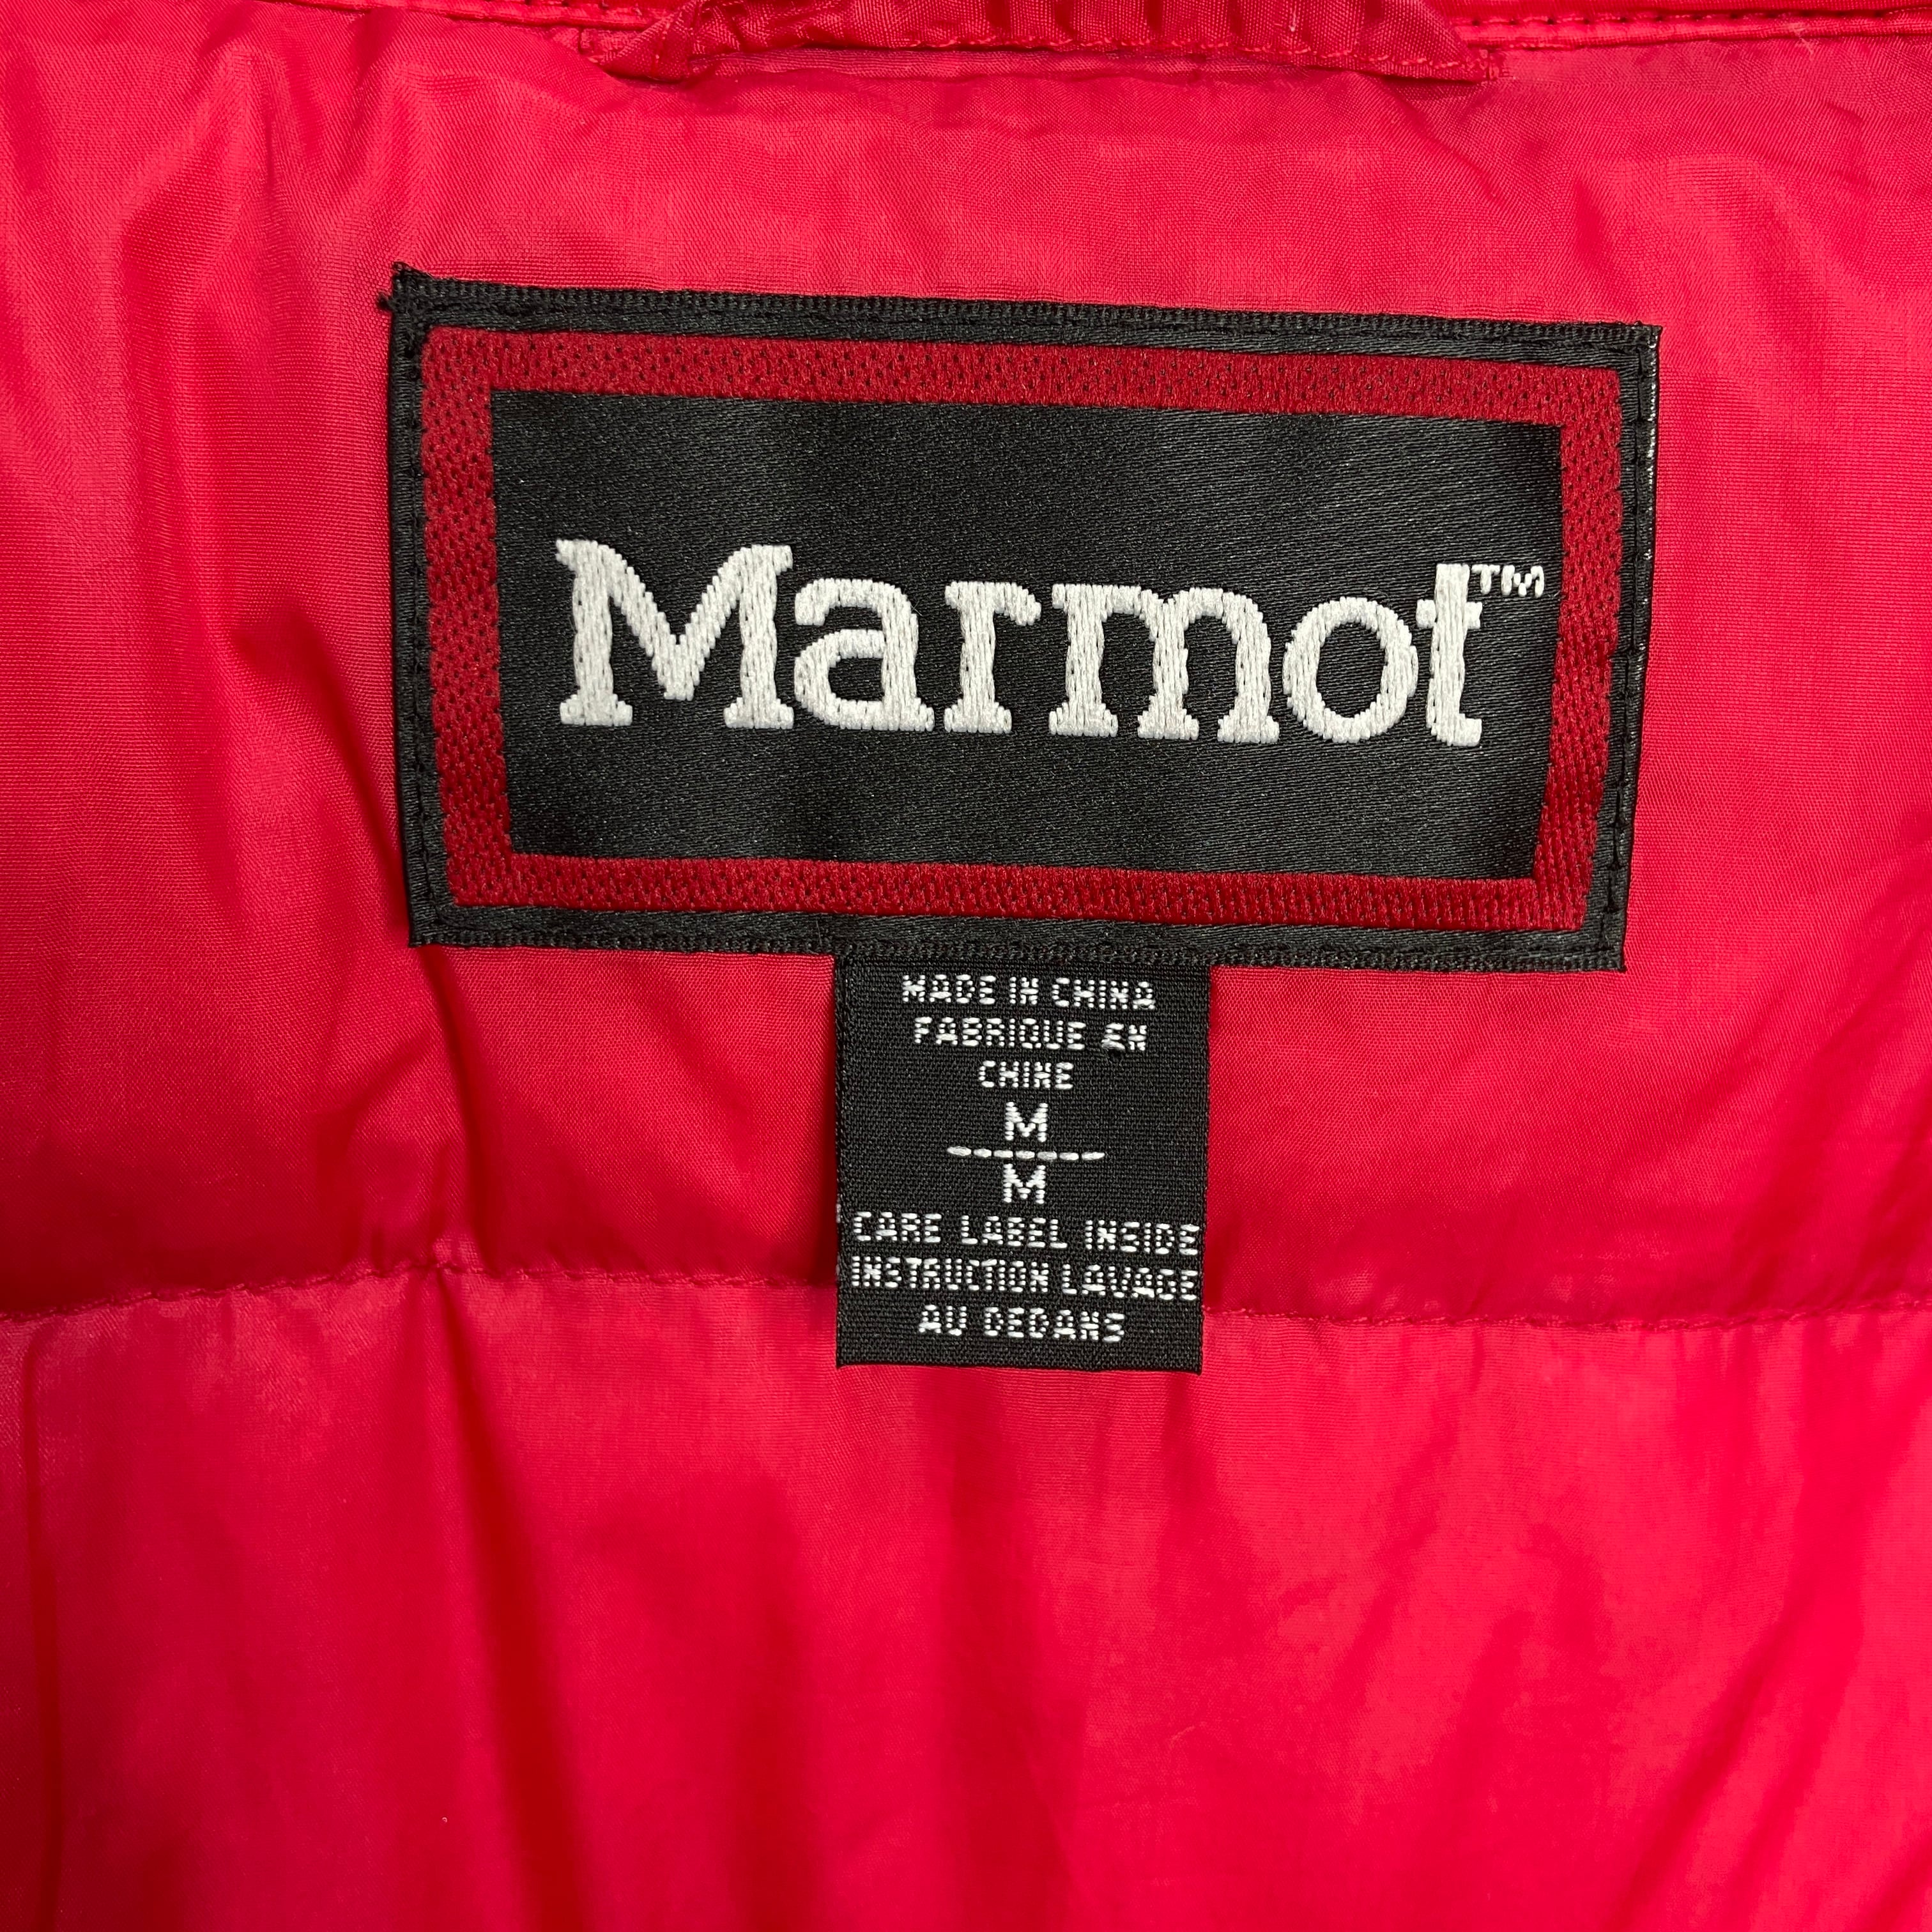 Marmot™
MADE IN CHINA
FABRIQUE EN
CHINE
M
M
CARE LABEL INSIDE
INSTRUCTION LAVAGE
AU DEDANS